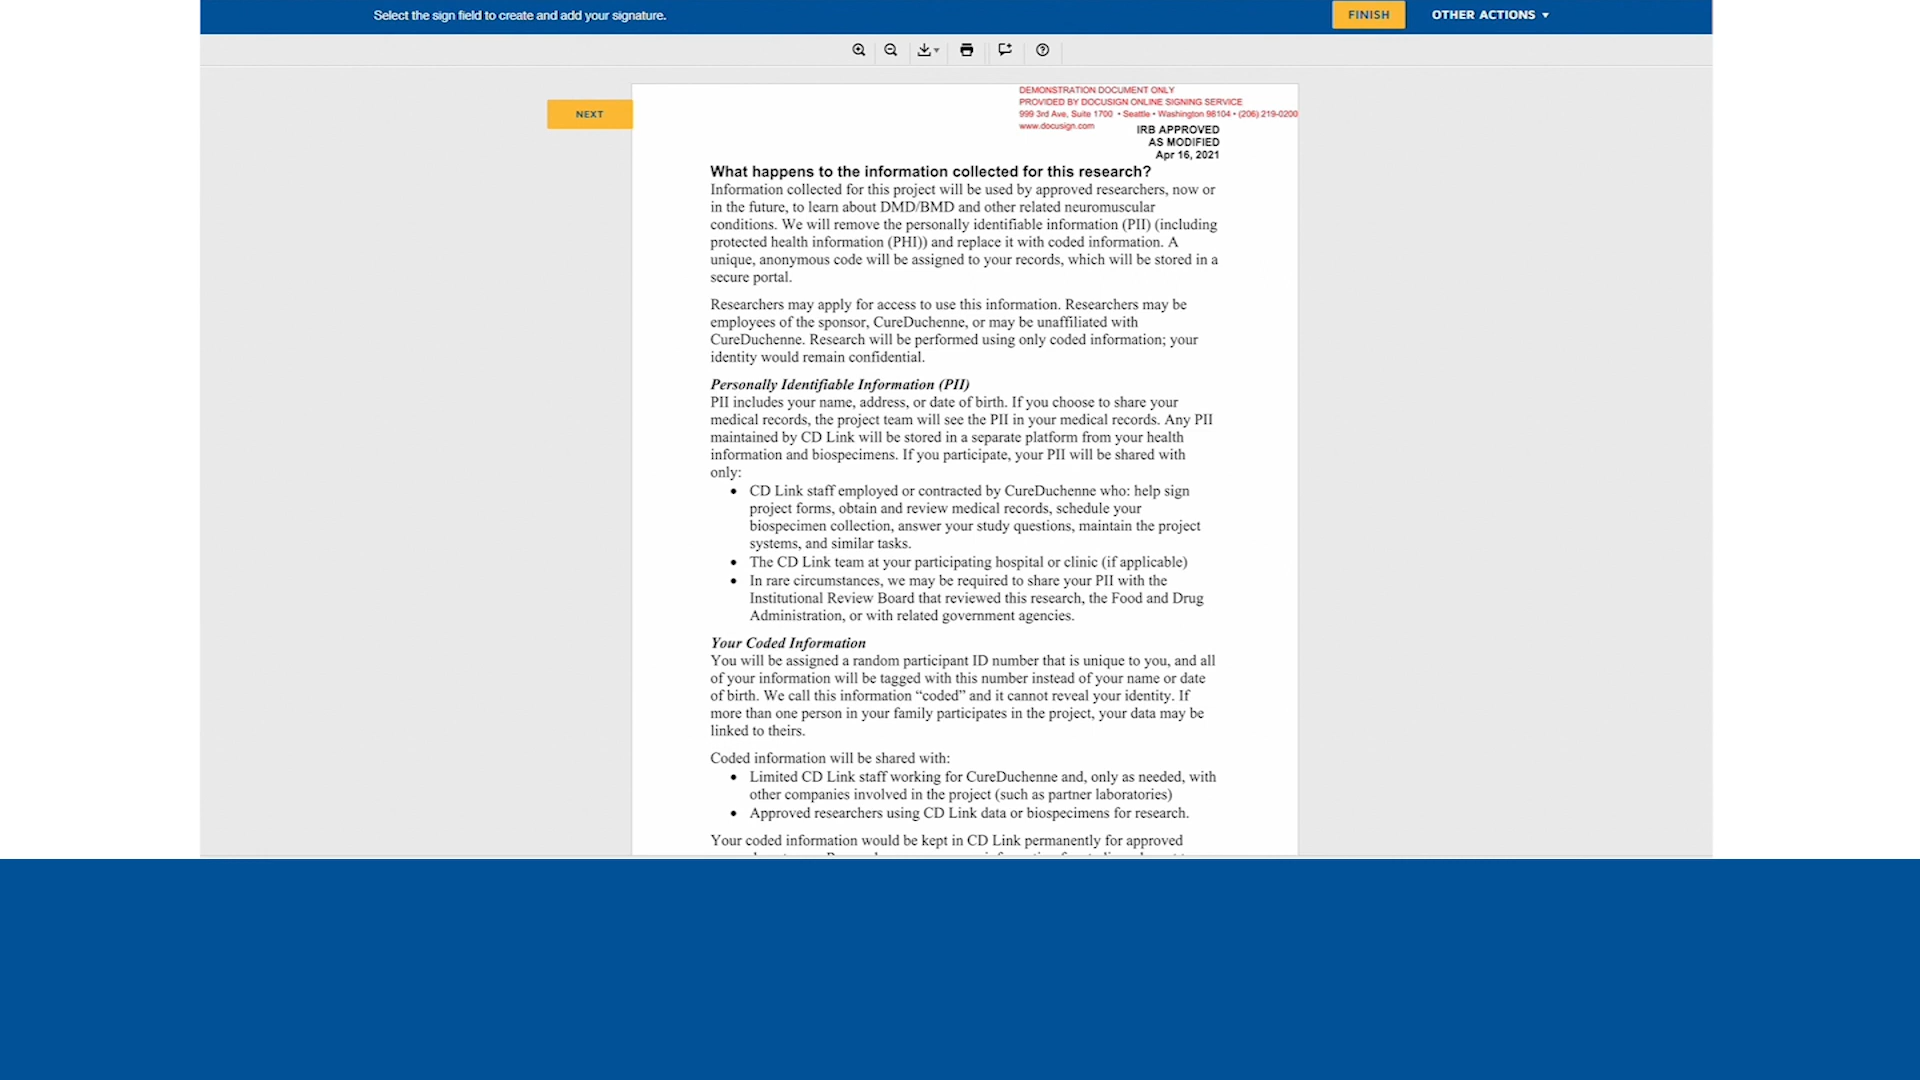 Select the sign field to create and add your signature.
FINISH
OTHER ACTIONS
NEXT
DEMONSTRATION DOCUMENT ONLY
PROVIDED BY DOCUSIGN ONLINE SIGNING SERVICE
999 3rd Ave, Suite 1700 • Seattle • Washington 98104 • (206) 219-0200
www.docusign.com
IRB APPROVED
AS MODIFIED
Apr 16, 2021
What happens to the information collected for this research?
Information collected for this project will be used by approved researchers, now or
in the future, to learn about DMD/BMD and other related neuromuscular
conditions. We will remove the personally identifiable information (PII) (including
protected health information (PHI)) and replace it with coded information. A
unique, anonymous code will be assigned to your records, which will be stored in a
secure portal.
Researchers may apply for access to use this information. Researchers may be
employees of the sponsor, CureDuchenne, or may be unaffiliated with
CureDuchenne. Research will be performed using only coded information; your
identity would remain confidential.
Personally Identifiable Information (PII)
PII includes your name, address, or date of birth. If you choose to share your
medical records, the project team will see the PII in your medical records. Any PII
maintained by CD Link will be stored in a separate platform from your health
information and biospecimens. If you participate, your PII will be shared with
only:
• CD Link staff employed or contracted by CureDuchenne who: help sign
project forms, obtain and review medical records, schedule your
biospecimen collection, answer your study questions, maintain the project
systems, and similar tasks.
• The CD Link team at your participating hospital or clinic (if applicable)
• In rare circumstances, we may be required to share your PII with the
Institutional Review Board that reviewed this research, the Food and Drug
Administration, or with related government agencies.
Your Coded Information
You will be assigned a random participant ID number that is unique to you, and all
of your information will be tagged with this number instead of your name or date
of birth. We call this information “coded” and it cannot reveal your identity. If
more than one person in your family participates in the project, your data may be
linked to theirs.
Coded information will be shared with:
• Limited CD Link staff working for CureDuchenne and, only as needed, with
other companies involved in the project (such as partner laboratories)
• Approved researchers using CD Link data or biospecimens for research.
Your coded information would be kept in CD Link permanently for approved